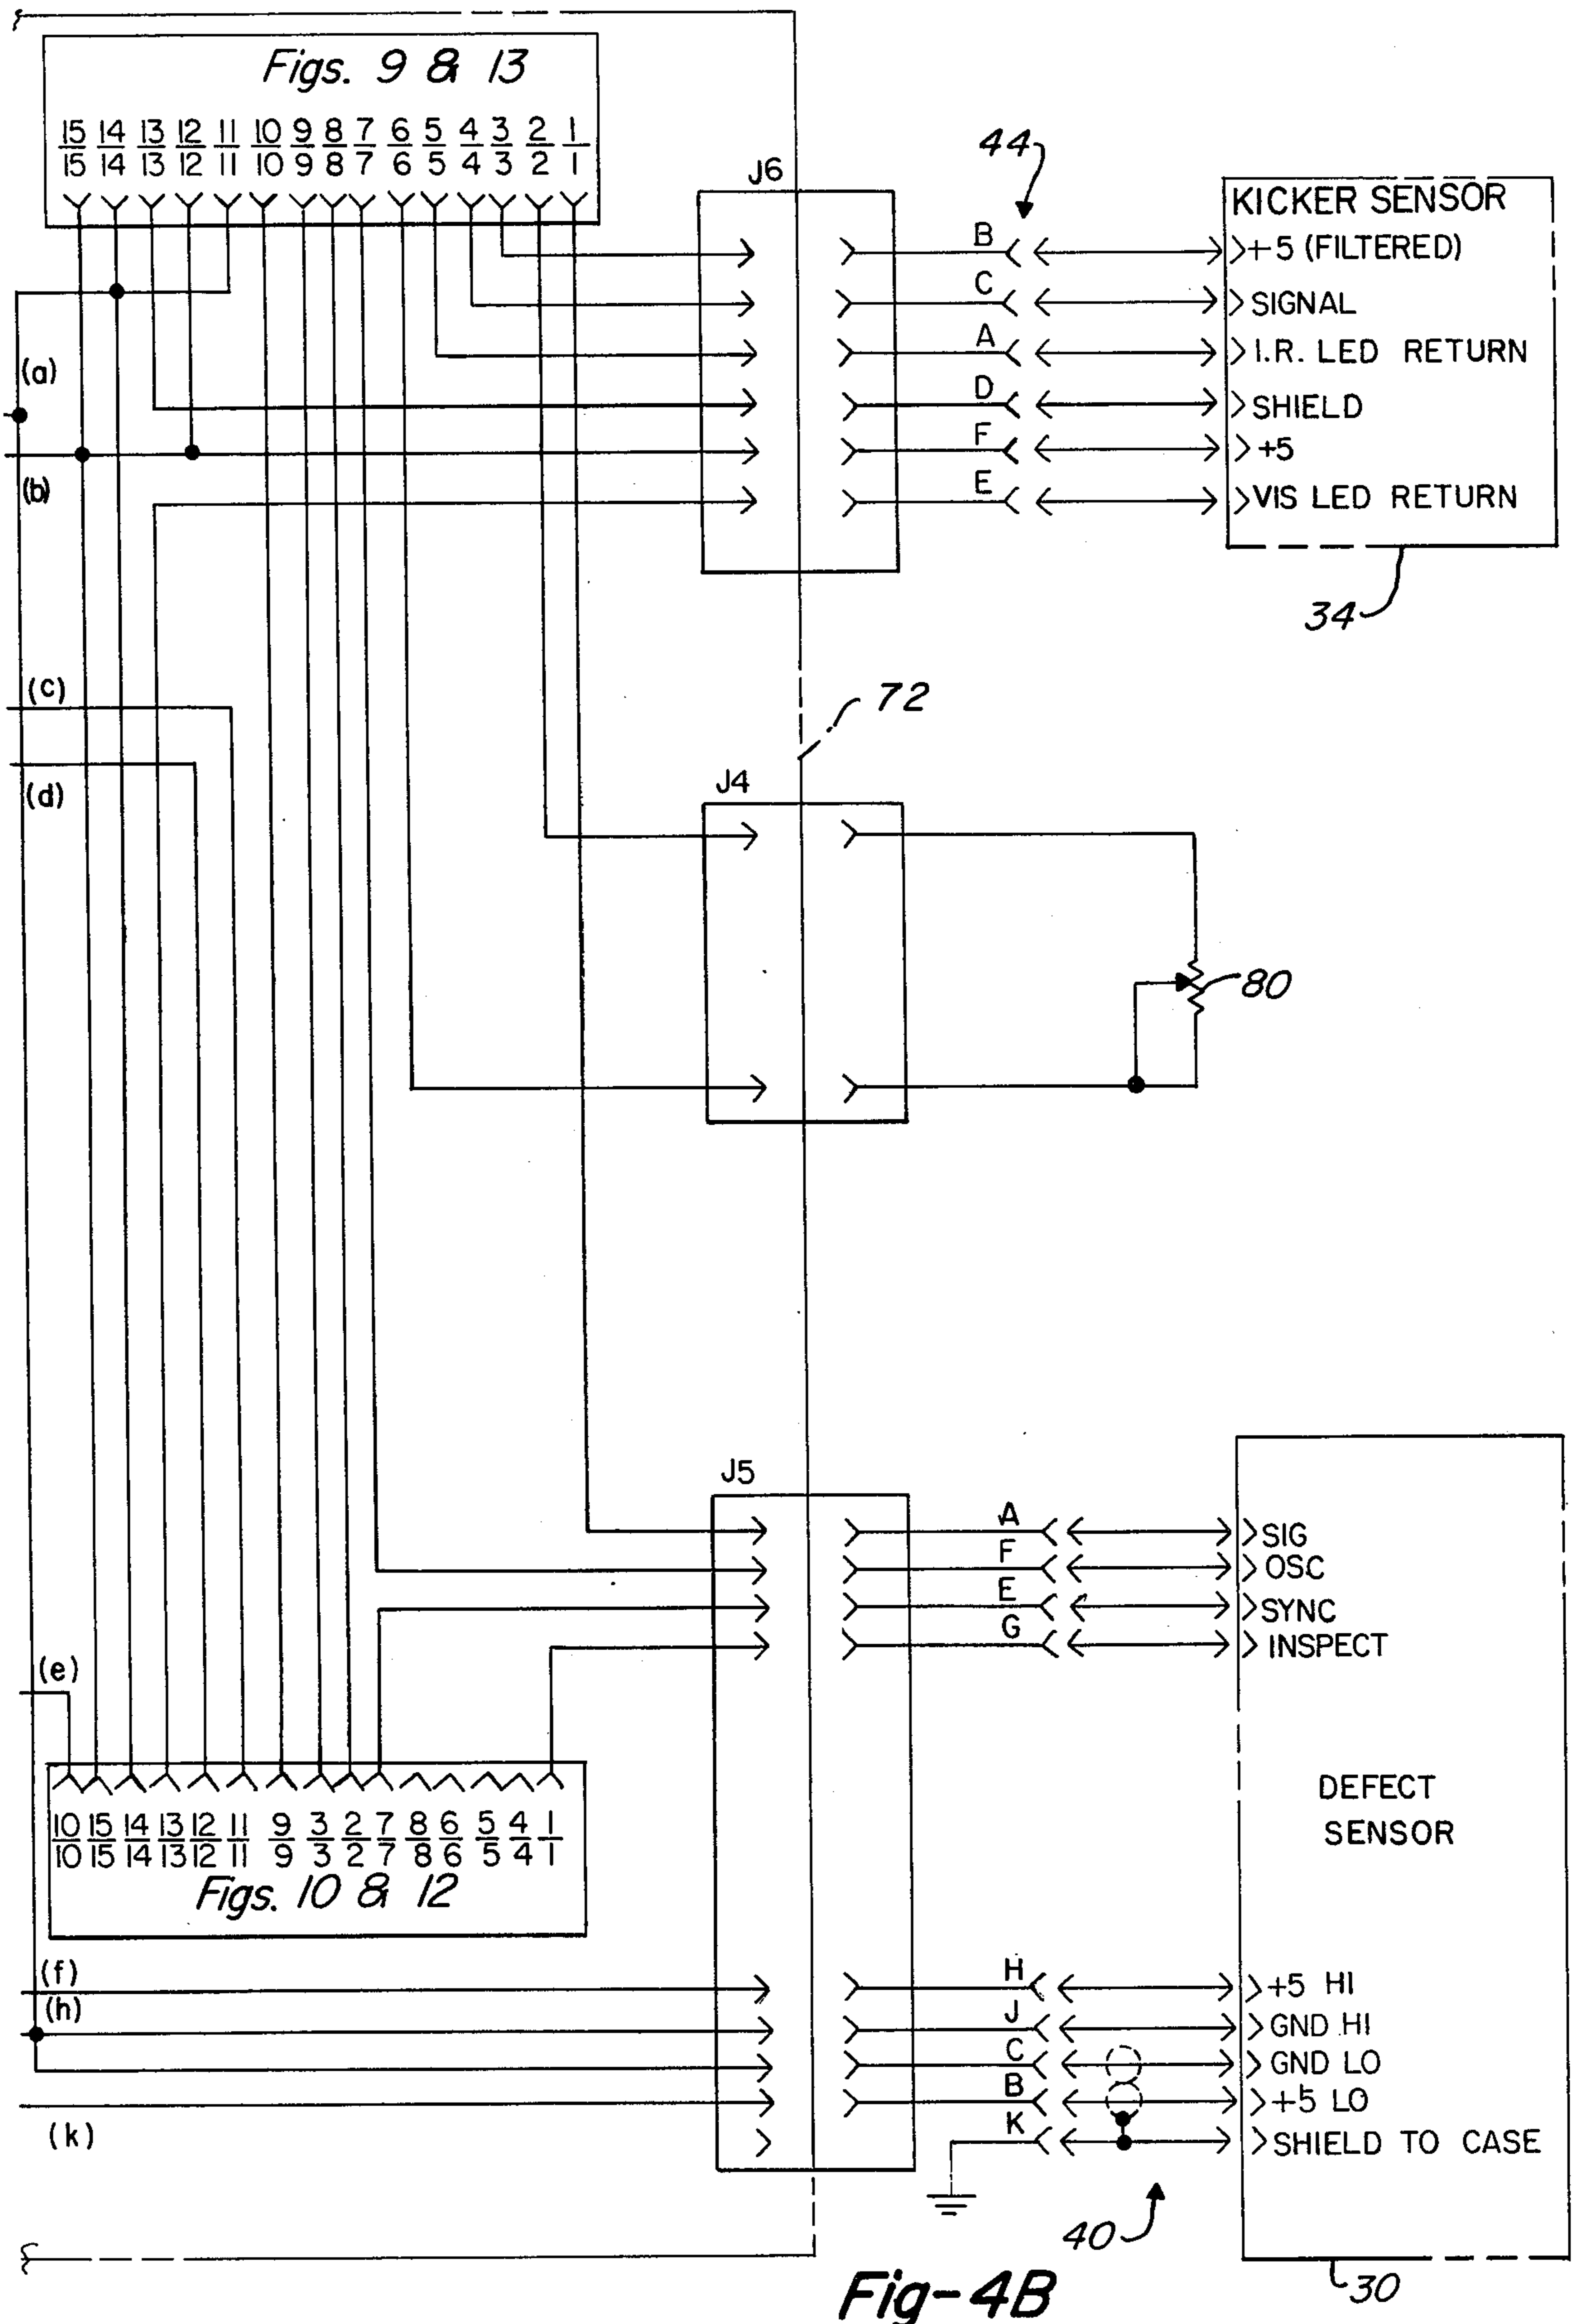 Figs. 9 & 13
15 14 13 12 11 10 9 8 7 6 5 4 3 2 1
15 14 13 12 11 10 9 8 7 6 5 4 3 2 1
J6
44
KICKER SENSOR
B +5 (FILTERED)
C SIGNAL
A I.R. LED RETURN
D SHIELD
F +5
E VIS LED RETURN
34
(a)
(b)
(c)
(d)
72
J4
80
J5
A SIG
F OSC
E SYNC
G INSPECT
(e)
DEFECT
SENSOR
10 15 14 13 12 11 9 3 2 7 8 6 5 4 1
10 15 14 13 12 11 9 3 2 7 8 6 5 4 1
Figs. 10 & 12
(f)
(h)
(k)
H +5 HI
J GND HI
C GND LO
B +5 LO
K SHIELD TO CASE
40
30
Fig-4B